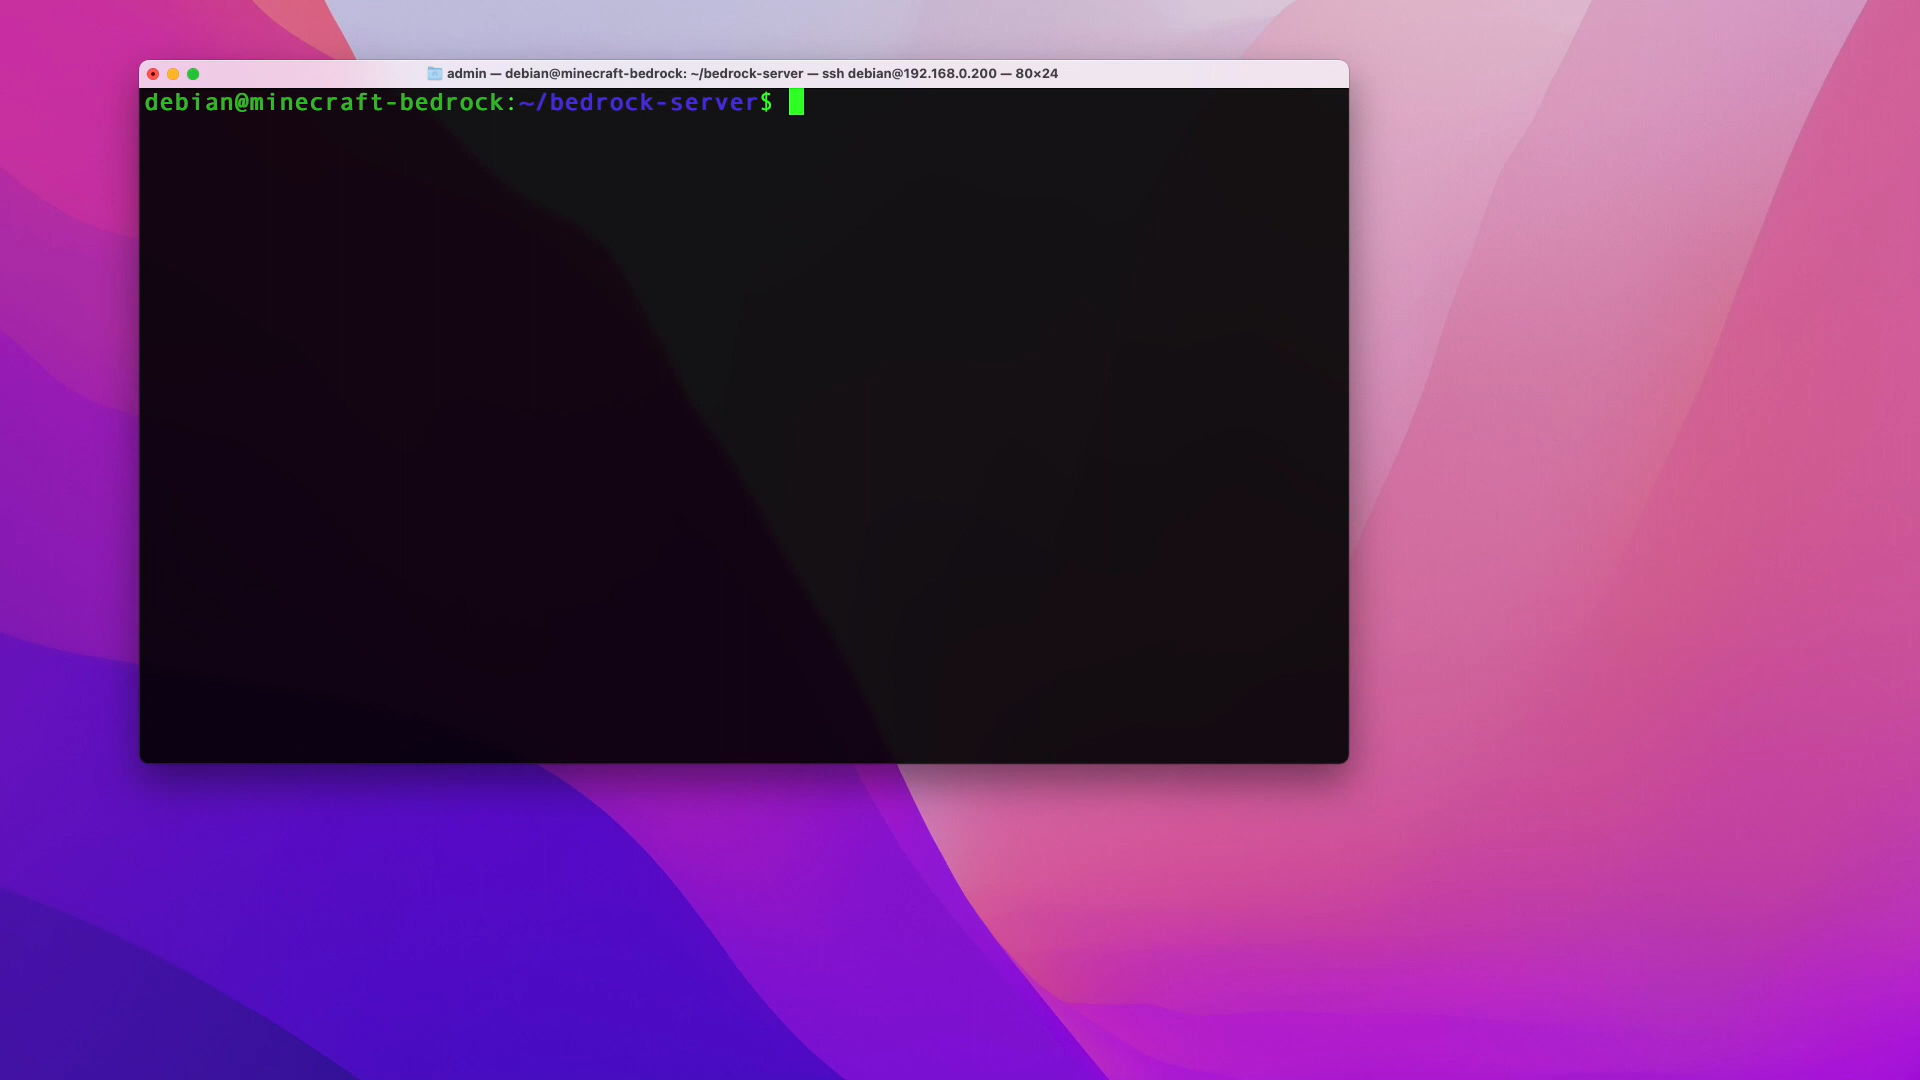 admin — debian@minecraft-bedrock: ~/bedrock-server — ssh debian@192.168.0.200 — 80×24
debian@minecraft-bedrock:~/bedrock-server$